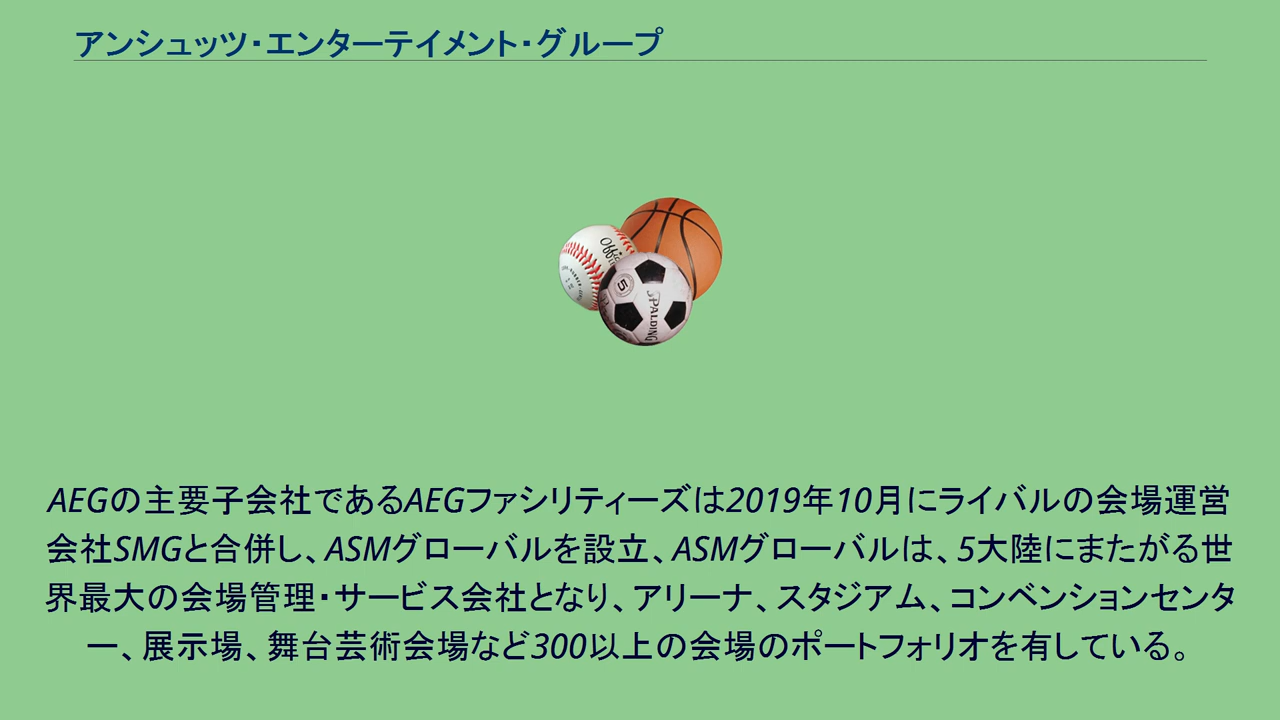 アンシュッツ・エンターテイメント・グループ
Offic
5
SPALDING
AEGの主要子会社であるAEGファシリティーズは2019年10月にライバルの会場運営
会社SMGと合併し、ASMグローバルを設立、ASMグローバルは、5大陸にまたがる世
界最大の会場管理・サービス会社となり、アリーナ、スタジアム、コンベンションセンタ
ー、展示場、舞台芸術会場など300以上の会場のポートフォリオを有している。